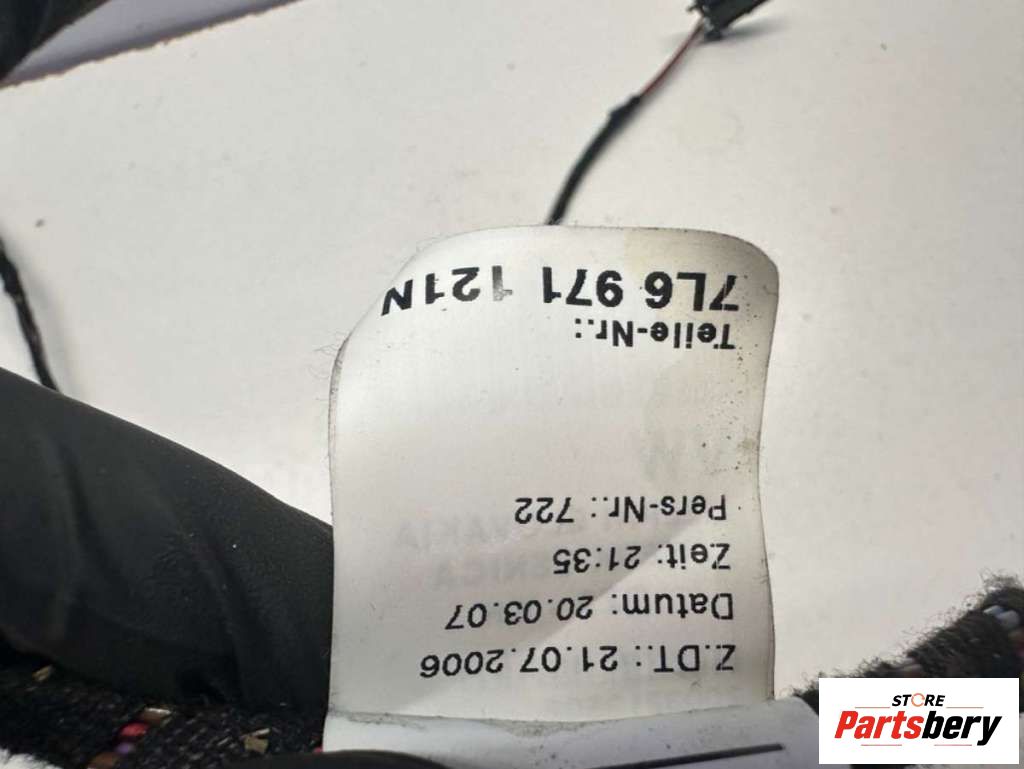 Z.DT.: 21.07.2006
Datum: 20.03.07
Zeit: 21:35
Pers-Nr.: 722
Teile-Nr.:
7L6 971 121N
STORE
Partsbery